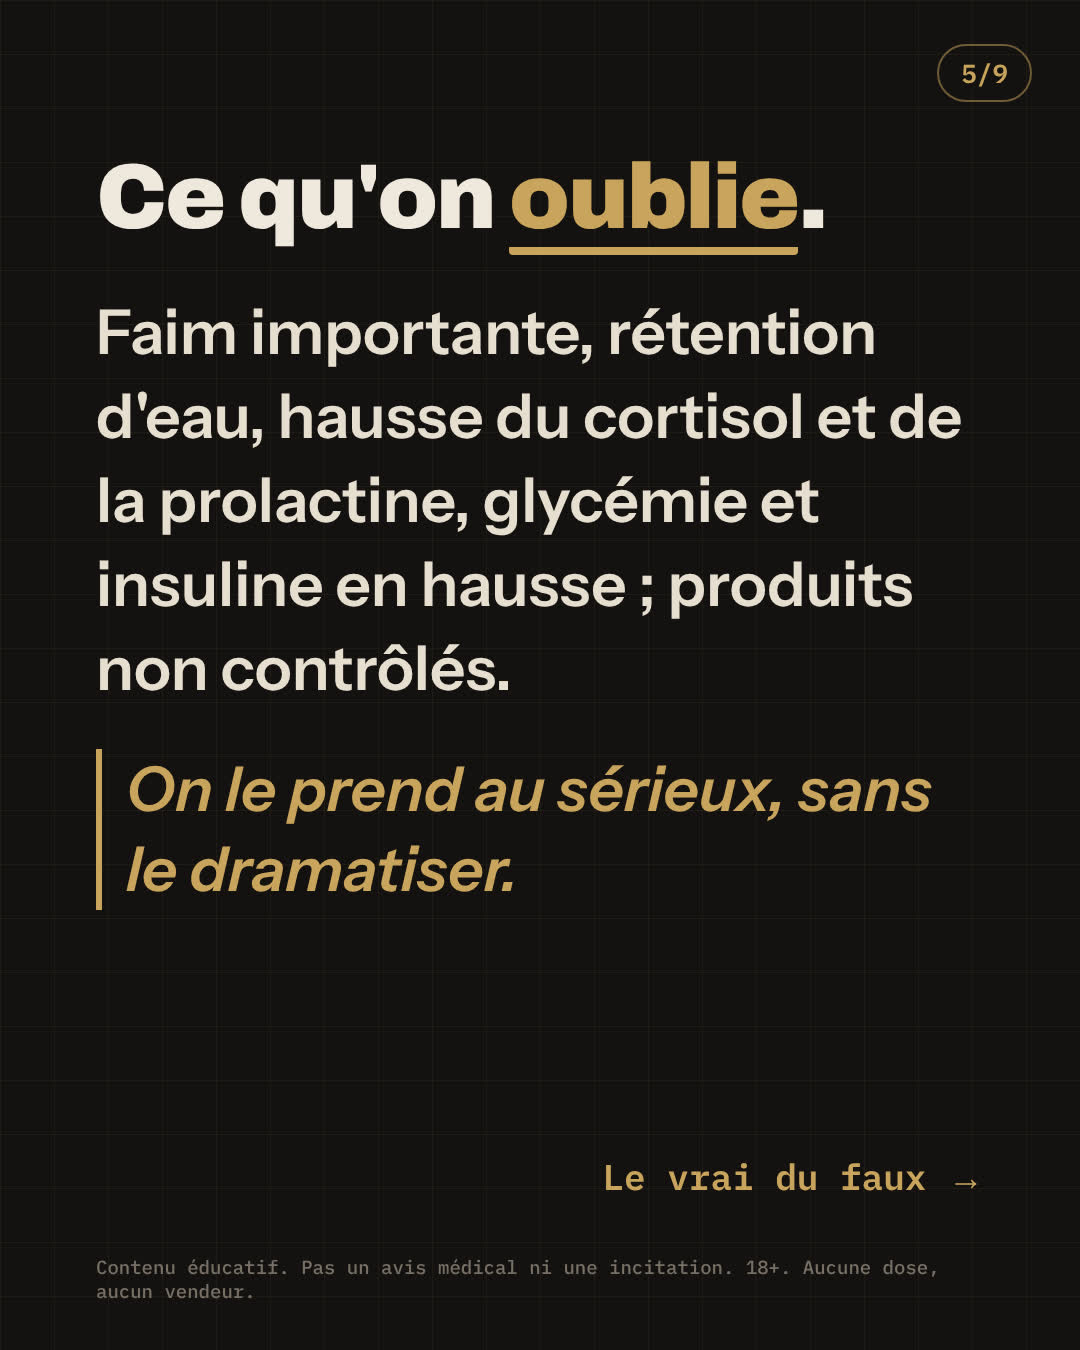 5/9
Ce qu'on oublie.
Faim importante, rétention
d'eau, hausse du cortisol et de
la prolactine, glycémie et
insuline en hausse ; produits
non contrôlés.
On le prend au sérieux, sans
le dramatiser.
Le vrai du faux →
Contenu éducatif. Pas un avis médical ni une incitation. 18+. Aucune dose,
aucun vendeur.